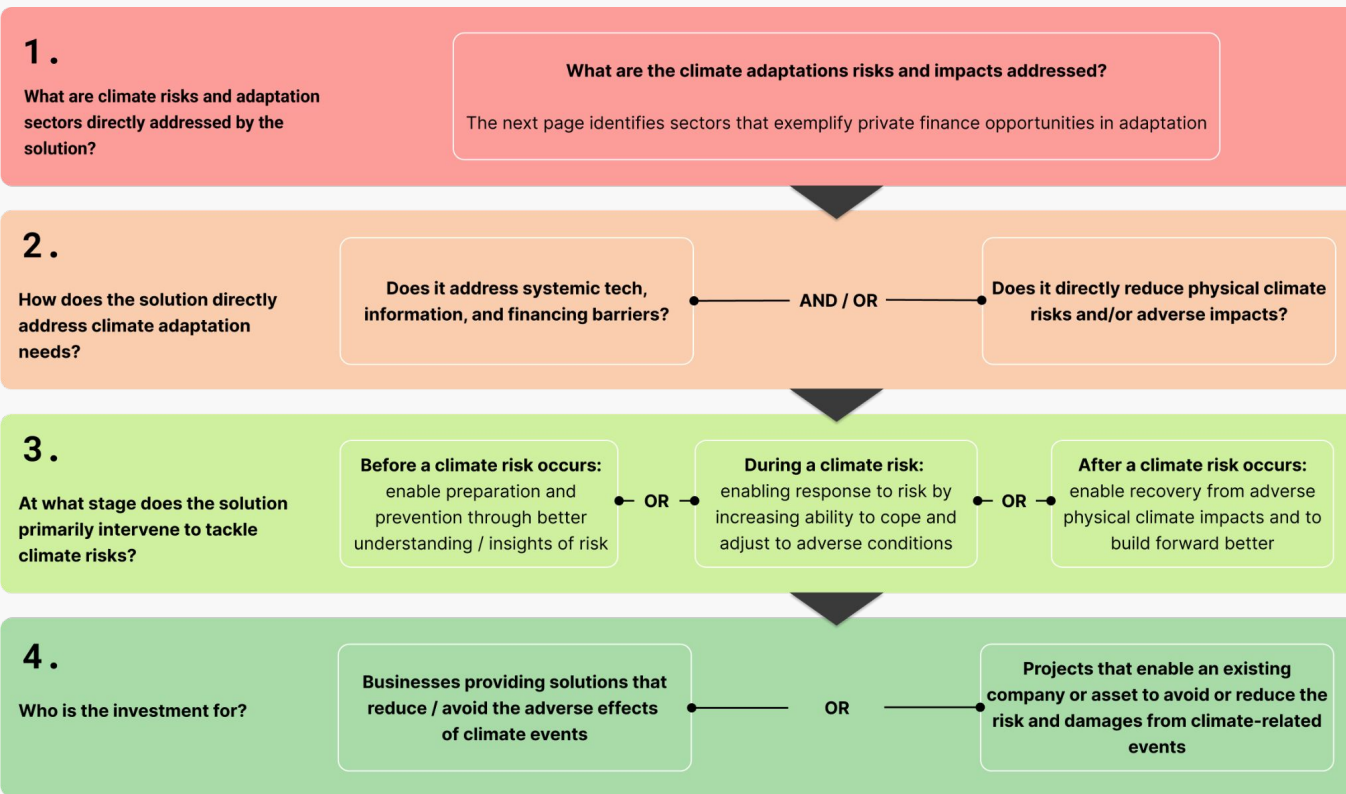 1.
What are climate risks and adaptation
sectors directly addressed by the
solution?
What are the climate adaptations risks and impacts addressed?
The next page identifies sectors that exemplify private finance opportunities in adaptation
2.
How does the solution directly
address climate adaptation
needs?
Does it address systemic tech,
information, and financing barriers?
AND / OR
Does it directly reduce physical climate
risks and/or adverse impacts?
3.
At what stage does the solution
primarily intervene to tackle
climate risks?
Before a climate risk occurs:
enable preparation and
prevention through better
understanding / insights of risk
OR
During a climate risk:
enabling response to risk by
increasing ability to cope and
adjust to adverse conditions
OR
After a climate risk occurs:
enable recovery from adverse
physical climate impacts and to
build forward better
4.
Who is the investment for?
Businesses providing solutions that
reduce / avoid the adverse effects
of climate events
OR
Projects that enable an existing
company or asset to avoid or reduce the
risk and damages from climate-related
events